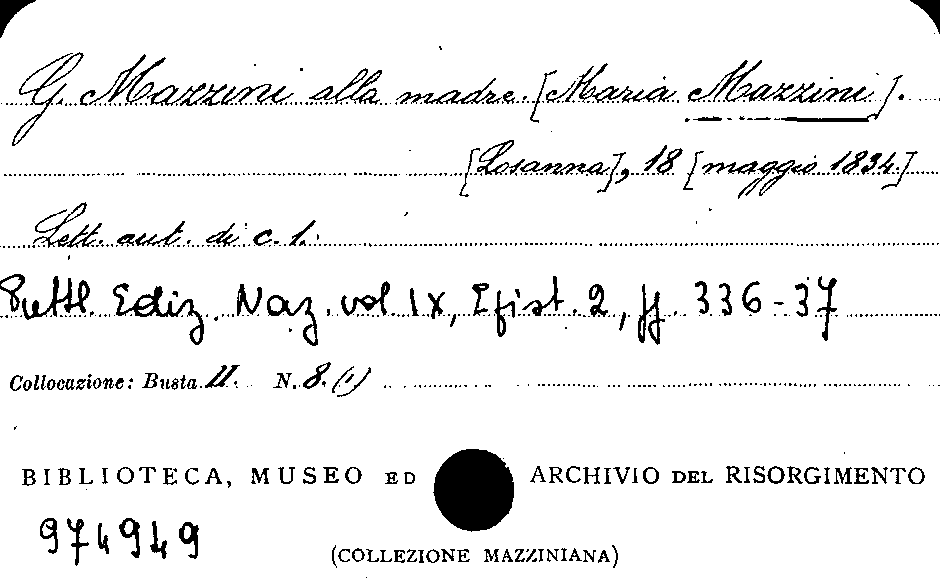 G. Mazzini alla madre. [Maria Mazzini].
[Losanna], 18 [maggio 1834.]
Lett. aut. di c. 1.
Publl. Ediz. Naz. vol. IX, Epist. 2, pp. 336-37
Collocazione: Busta II. N. 8. (1)
BIBLIOTECA, MUSEO ED ARCHIVIO DEL RISORGIMENTO
974949
(COLLEZIONE MAZZINIANA)